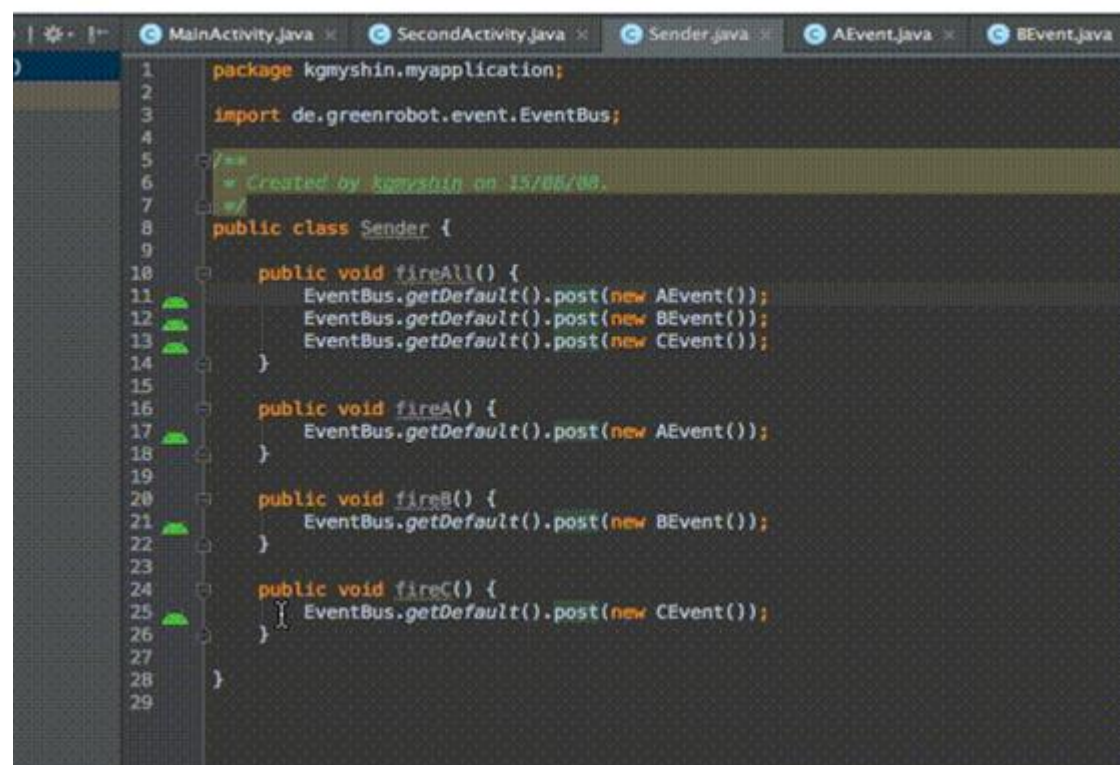 MainActivity.java SecondActivity.java Sender.java AEvent.java BEvent.java
1 package kgmyshin.myapplication;
2
3 import de.greenrobot.event.EventBus;
4
5 /**
6 * Created by kgmyshin on 15/08/08.
7 */
8 public class Sender {
9
10 public void fireAll() {
11 EventBus.getDefault().post(new AEvent());
12 EventBus.getDefault().post(new BEvent());
13 EventBus.getDefault().post(new CEvent());
14 }
15
16 public void fireA() {
17 EventBus.getDefault().post(new AEvent());
18 }
19
20 public void fireB() {
21 EventBus.getDefault().post(new BEvent());
22 }
23
24 public void fireC() {
25 EventBus.getDefault().post(new CEvent());
26 }
27
28 }
29